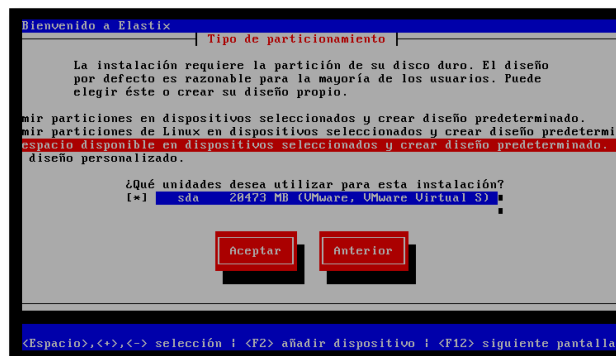 Bienvenido a Elastix
Tipo de particionamiento
La instalación requiere la partición de su disco duro. El diseño
por defecto es razonable para la mayoría de los usuarios. Puede
elegir éste o crear su diseño propio.
mir particiones en dispositivos seleccionados y crear diseño predeterminado.
mir particiones de Linux en dispositivos seleccionados y crear diseño predetermi
espacio disponible en dispositivos seleccionados y crear diseño predeterminado.
diseño personalizado.
¿Qué unidades desea utilizar para esta instalación?
[*] sda 20473 MB (VMware, VMware Virtual S)
Aceptar Anterior
<Espacio>,<+>,<-> selección | <F2> añadir dispositivo | <F12> siguiente pantalla